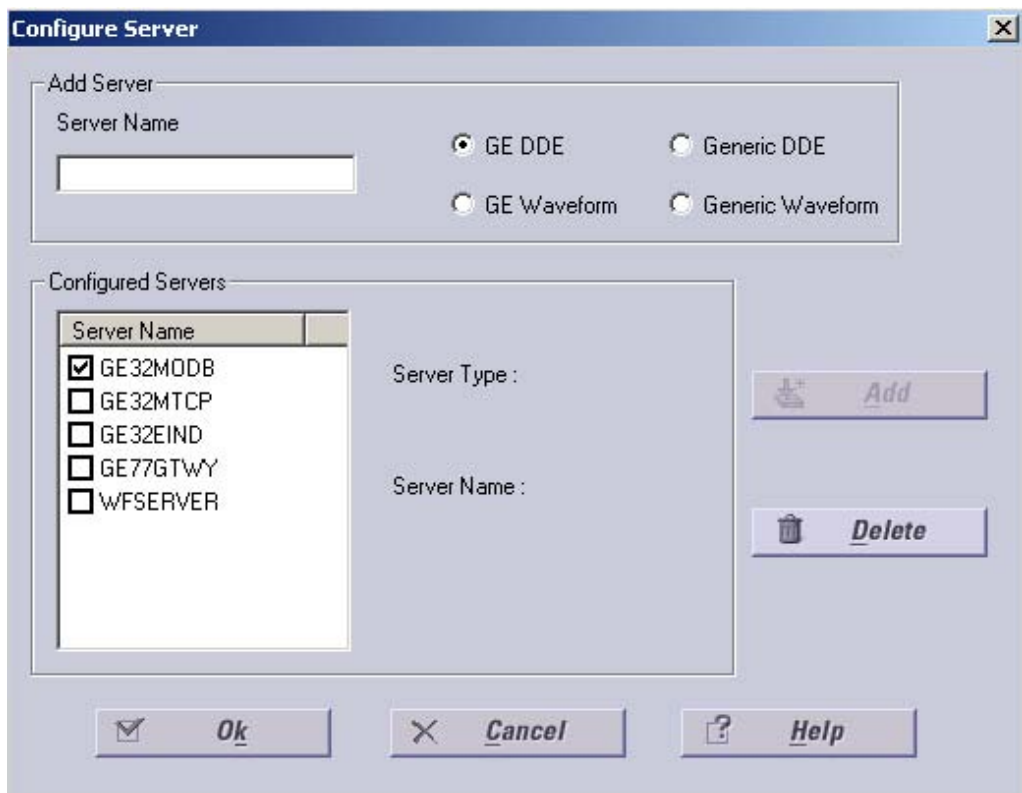 Configure Server
Add Server
Server Name
GE DDE
Generic DDE
GE Waveform
Generic Waveform
Configured Servers
Server Name
GE32MODB
GE32MTCP
GE32EIND
GE77GTWY
WFSERVER
Server Type :
Server Name :
Add
Delete
Ok
Cancel
Help